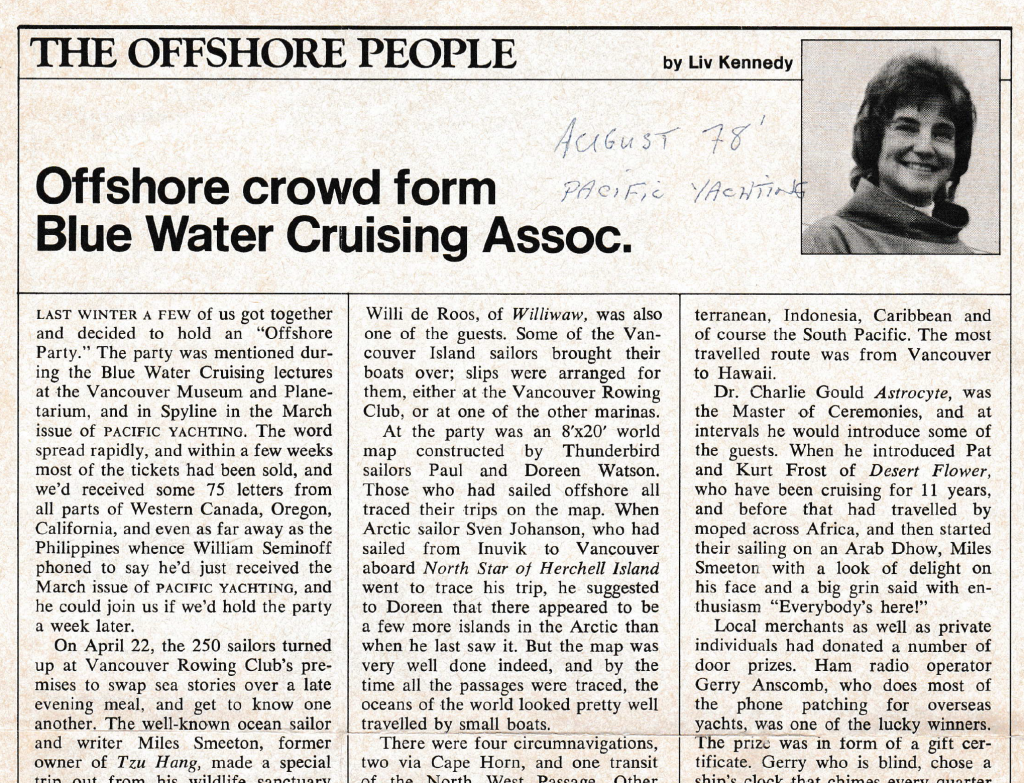 THE OFFSHORE PEOPLE
by Liv Kennedy
AUGUST 78'
PACIFIC YACHTING
Offshore crowd form
Blue Water Cruising Assoc.
LAST WINTER A FEW of us got together
and decided to hold an “Offshore
Party.” The party was mentioned dur-
ing the Blue Water Cruising lectures
at the Vancouver Museum and Plane-
tarium, and in Spyline in the March
issue of PACIFIC YACHTING. The word
spread rapidly, and within a few weeks
most of the tickets had been sold, and
we’d received some 75 letters from
all parts of Western Canada, Oregon,
California, and even as far away as the
Philippines whence William Seminoff
phoned to say he’d just received the
March issue of PACIFIC YACHTING, and
he could join us if we’d hold the party
a week later.
On April 22, the 250 sailors turned
up at Vancouver Rowing Club’s pre-
mises to swap sea stories over a late
evening meal, and get to know one
another. The well-known ocean sailor
and writer Miles Smeeton, former
owner of Tzu Hang, made a special
trip out from his wildlife sanctuary
Willi de Roos, of Williwaw, was also
one of the guests. Some of the Van-
couver Island sailors brought their
boats over; slips were arranged for
them, either at the Vancouver Rowing
Club, or at one of the other marinas.
At the party was an 8’x20’ world
map constructed by Thunderbird
sailors Paul and Doreen Watson.
Those who had sailed offshore all
traced their trips on the map. When
Arctic sailor Sven Johanson, who had
sailed from Inuvik to Vancouver
aboard North Star of Herchell Island
went to trace his trip, he suggested
to Doreen that there appeared to be
a few more islands in the Arctic than
when he last saw it. But the map was
very well done indeed, and by the
time all the passages were traced, the
oceans of the world looked pretty well
travelled by small boats.
There were four circumnavigations,
two via Cape Horn, and one transit
of the North West Passage. Other
terranean, Indonesia, Caribbean and
of course the South Pacific. The most
travelled route was from Vancouver
to Hawaii.
Dr. Charlie Gould Astrocyte, was
the Master of Ceremonies, and at
intervals he would introduce some of
the guests. When he introduced Pat
and Kurt Frost of Desert Flower,
who have been cruising for 11 years,
and before that had travelled by
moped across Africa, and then started
their sailing on an Arab Dhow, Miles
Smeeton with a look of delight on
his face and a big grin said with en-
thusiasm “Everybody’s here!”
Local merchants as well as private
individuals had donated a number of
door prizes. Ham radio operator
Gerry Anscomb, who does most of
the phone patching for overseas
yachts, was one of the lucky winners.
The prize was in form of a gift cer-
tificate. Gerry who is blind, chose a
ship’s clock that chimes every quarter